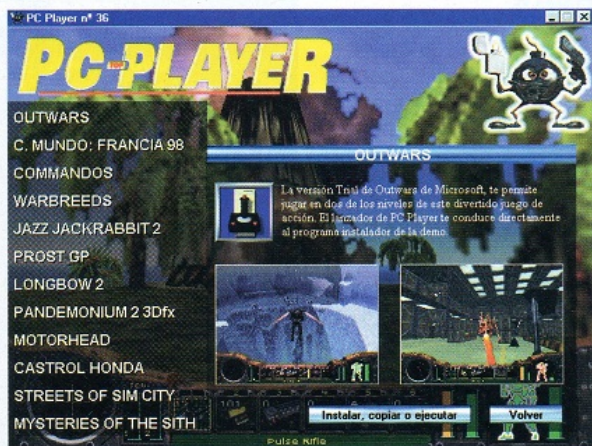 PC Player nº 36
PC-PLAYER
TOP
OUTWARS
C. MUNDO: FRANCIA 98
COMMANDOS
WARBREEDS
JAZZ JACKRABBIT 2
PROST GP
LONGBOW 2
PANDEMONIUM 2 3Dfx
MOTORHEAD
CASTROL HONDA
STREETS OF SIM CITY
MYSTERIES OF THE SITH
OUTWARS
La versión Trial de Outwars de Microsoft, te permite
jugar en dos de los niveles de este divertido juego de
acción. El lanzador de PC Player te conduce directamente
al programa instalador de la demo.
Instalar, copiar o ejecutar
Volver
Pulse Rifle